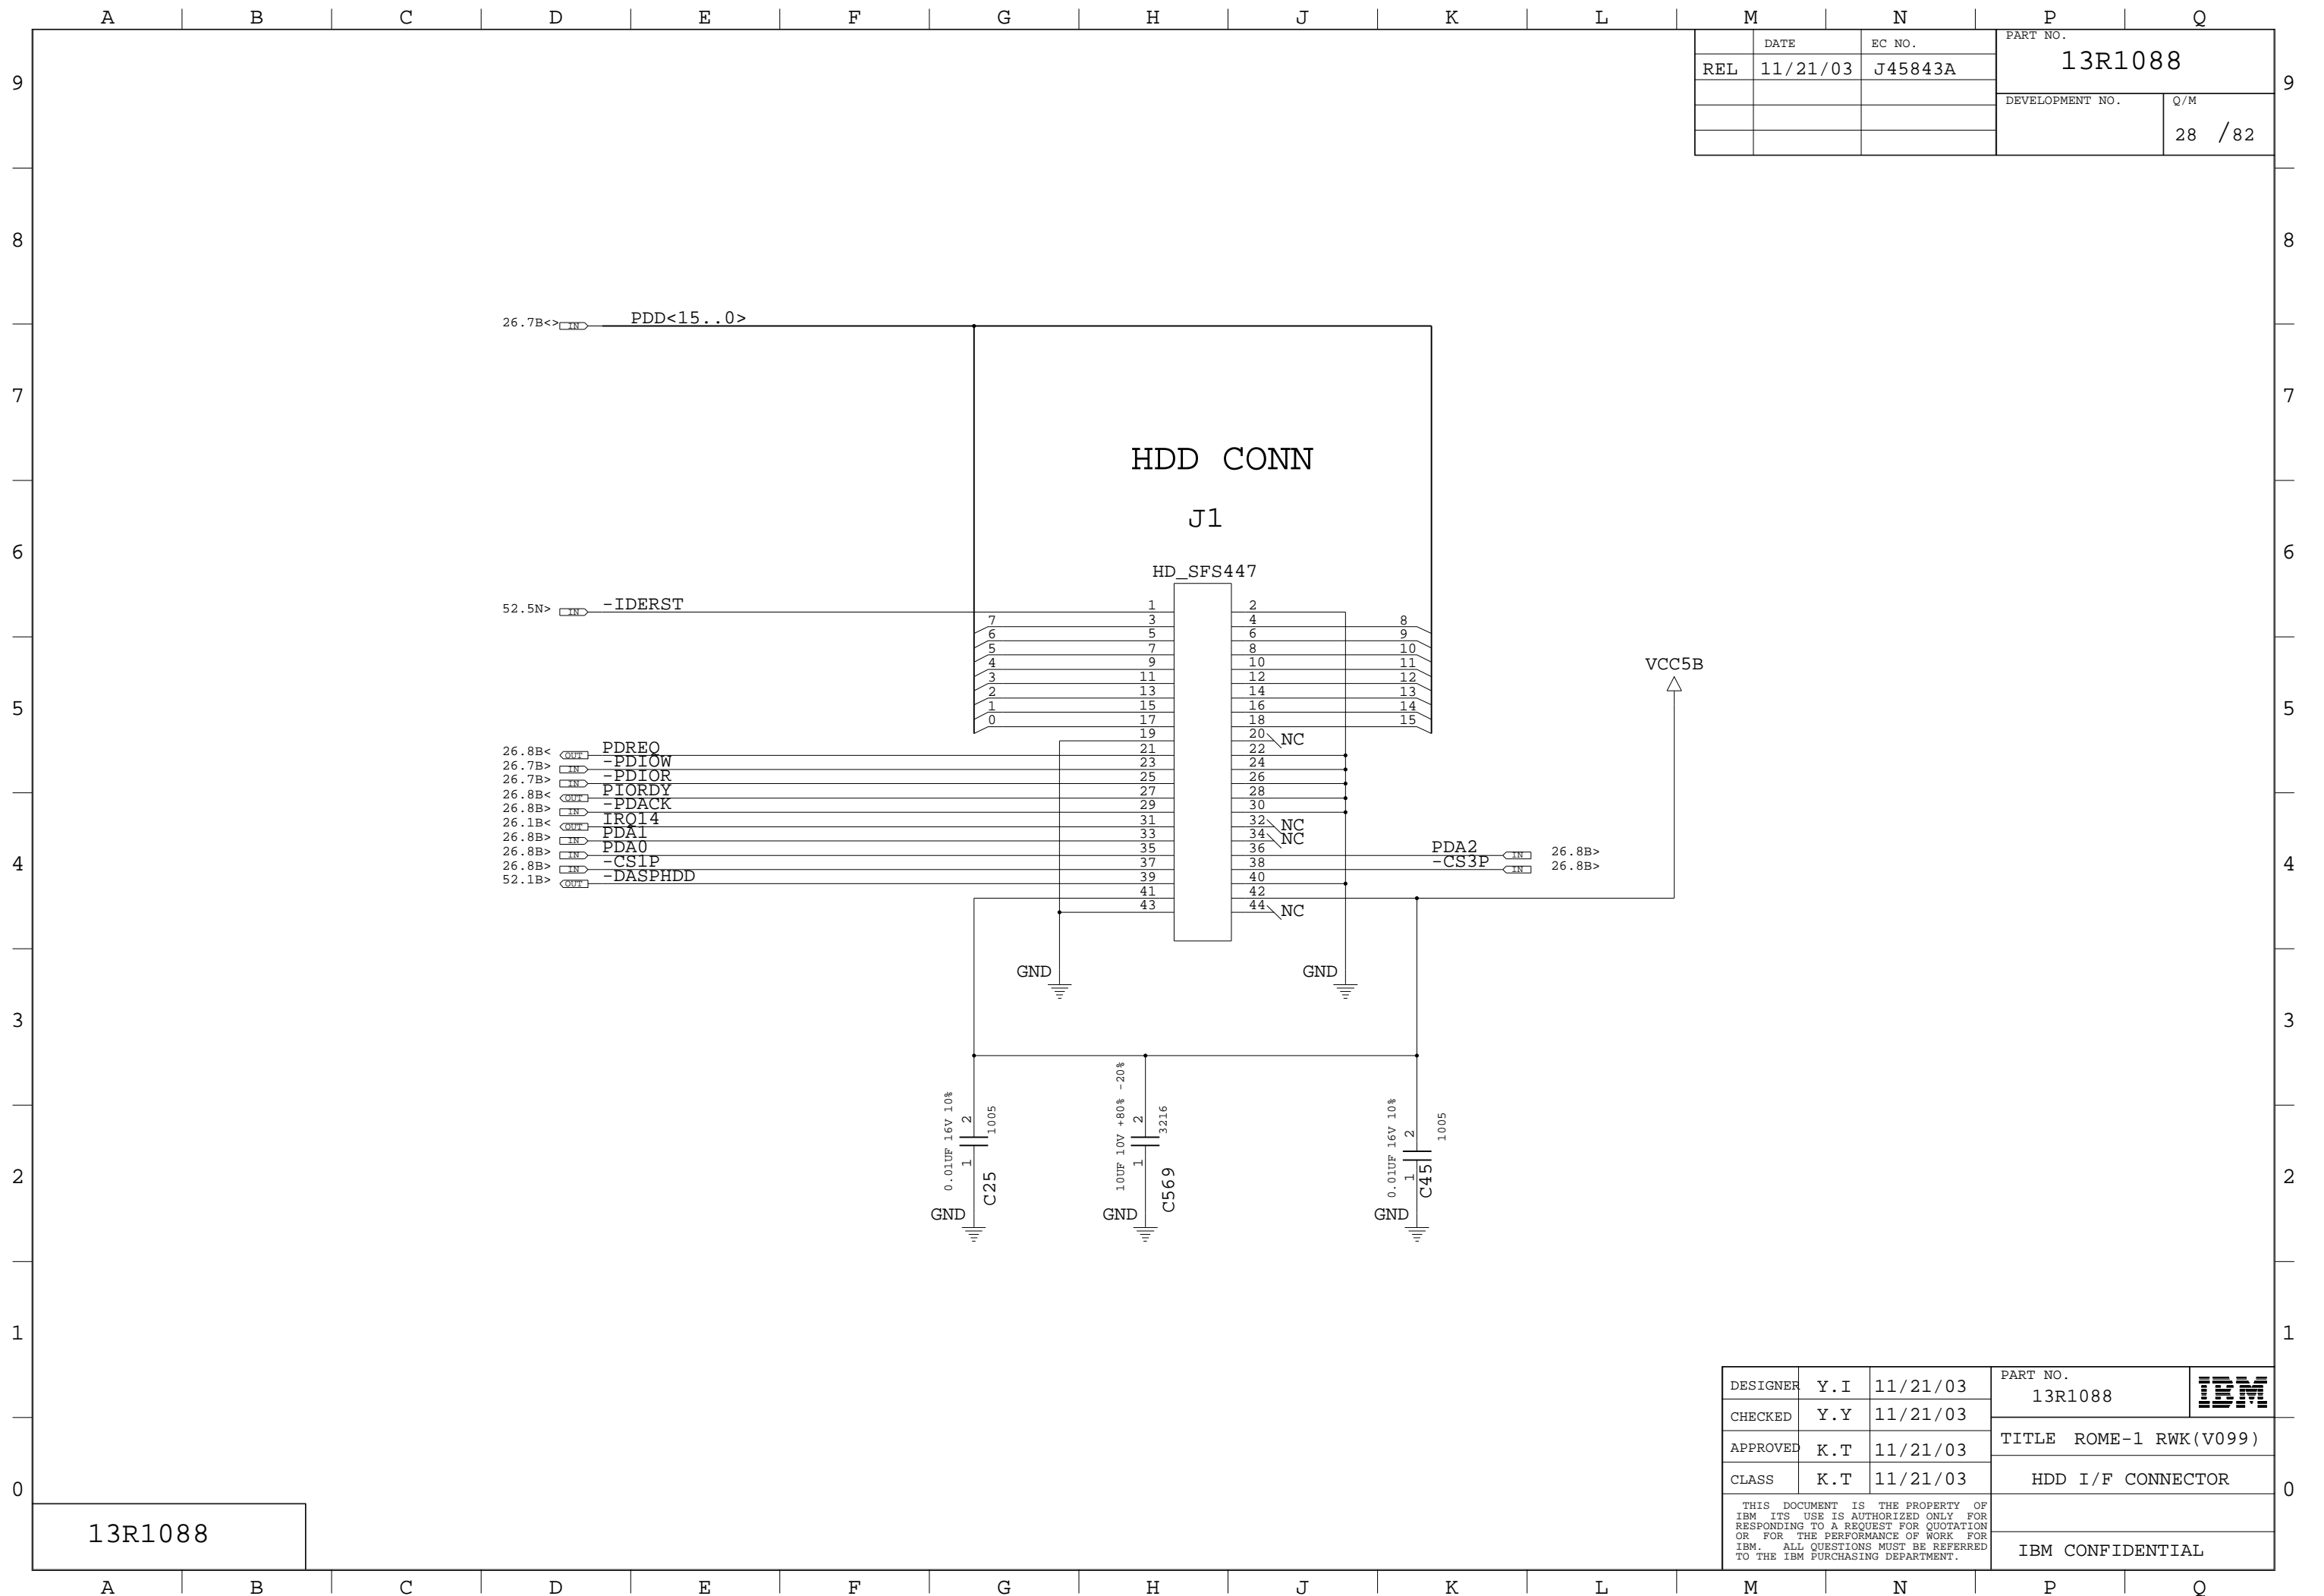 A B C D E F G H J K L M N P Q
DATE EC NO.
REL 11/21/03 J45843A
PART NO.
13R1088
DEVELOPMENT NO. Q/M
28 /82
9 9
8 8
7 7
6 6
5 5
4 4
3 3
2 2
1 1
0 0
26.7B<> IN PDD<15..0>
HDD CONN
J1
HD_SFS447
52.5N> IN -IDERST 1 2
7 3 4 8
6 5 6 9
5 7 8 10
4 9 10 11
3 11 12 12
2 13 14 13
1 15 16 14
0 17 18 15
19 20 NC
26.8B< OUT PDREQ 21 22
26.7B> IN -PDIOW 23 24
26.7B> IN -PDIOR 25 26
26.8B< OUT PIORDY 27 28
26.8B> IN -PDACK 29 30
26.1B< OUT IRQ14 31 32 NC
26.8B> IN PDA1 33 34 NC
26.8B> IN PDA0 35 36 PDA2 IN 26.8B>
26.8B> IN -CS1P 37 38 -CS3P IN 26.8B>
52.1B> OUT -DASPHDD 39 40
41 42
43 44 NC
VCC5B
GND GND
0.01UF 16V 10% 2 1 1005 C25 GND
10UF 10V +80% -20% 2 1 3216 C569 GND
0.01UF 16V 10% 2 1 1005 C45 GND
DESIGNER Y.I 11/21/03
CHECKED Y.Y 11/21/03
APPROVED K.T 11/21/03
CLASS K.T 11/21/03
PART NO.
13R1088
IBM
TITLE ROME-1 RWK(V099)
HDD I/F CONNECTOR
THIS DOCUMENT IS THE PROPERTY OF
IBM ITS USE IS AUTHORIZED ONLY FOR
RESPONDING TO A REQUEST FOR QUOTATION
OR FOR THE PERFORMANCE OF WORK FOR
IBM. ALL QUESTIONS MUST BE REFERRED
TO THE IBM PURCHASING DEPARTMENT.
IBM CONFIDENTIAL
13R1088
A B C D E F G H J K L M N P Q